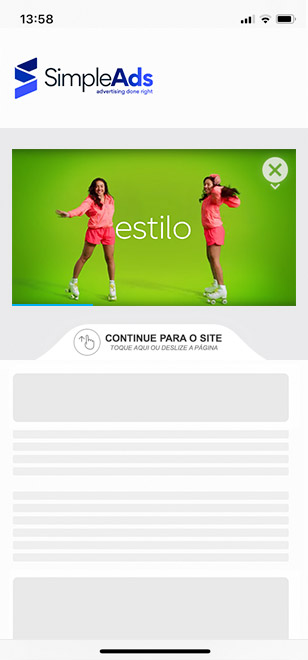 13:58
SimpleAds
advertising done right
estilo
CONTINUE PARA O SITE
TOQUE AQUI OU DESLIZE A PÁGINA